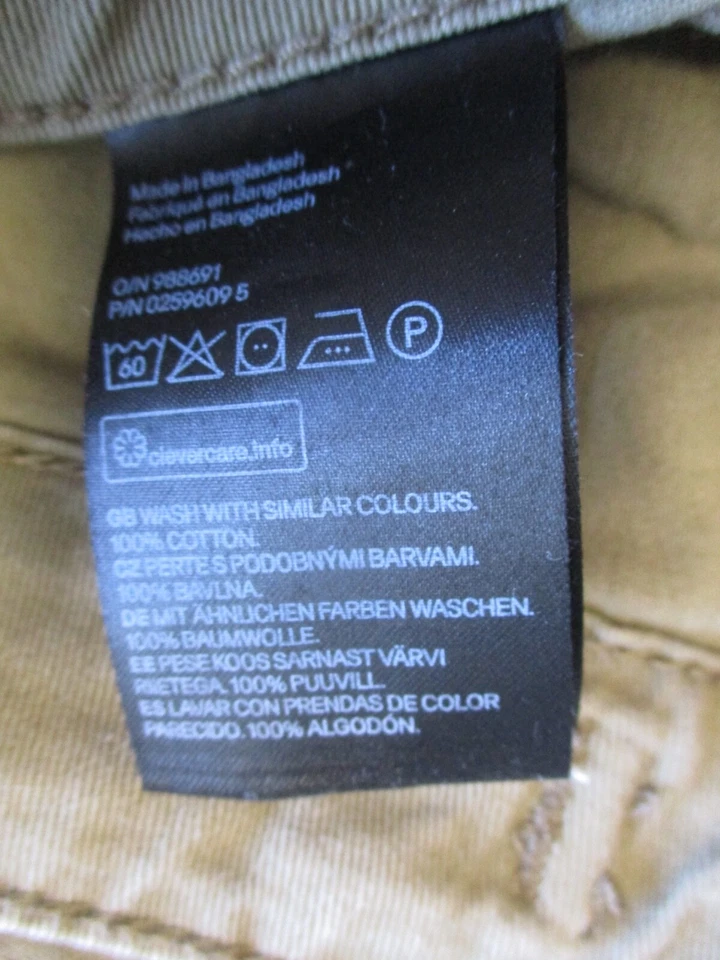 Made in Bangladesh
Fabriqué en Bangladesh
Hecho en Bangladesh
O/N 988691
P/N 0259609 5
60
P
clevercare.info
GB WASH WITH SIMILAR COLOURS.
100% COTTON.
CZ PERTE S PODOBNÝMI BARVAMI.
100% BAVLNA.
DE MIT ÄHNLICHEN FARBEN WASCHEN.
100% BAUMWOLLE.
EE PESE KOOS SARNAST VÄRVI
RIIETEGA. 100% PUUVILL.
ES LAVAR CON PRENDAS DE COLOR
PARECIDO. 100% ALGODÓN.